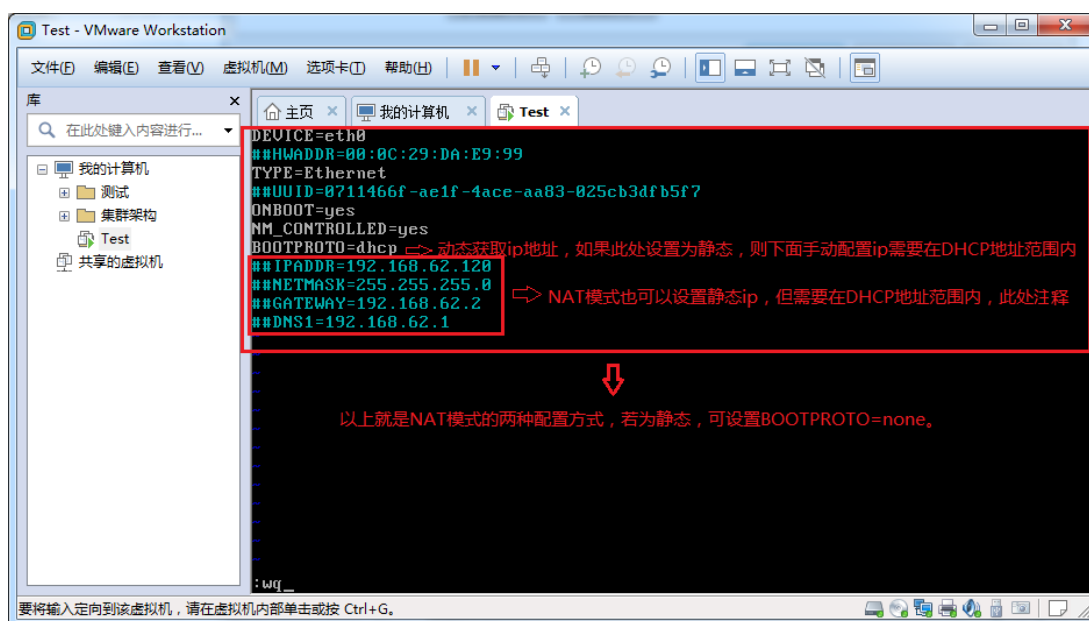 Test - VMware Workstation
文件(F) 编辑(E) 查看(V) 虚拟机(M) 选项卡(T) 帮助(H)
库
在此处键入内容进行...
我的计算机
测试
集群架构
Test
共享的虚拟机
主页 我的计算机 Test
DEVICE=eth0
##HWADDR=00:0C:29:DA:E9:99
TYPE=Ethernet
##UUID=0711466f-ae1f-4ace-aa83-025cb3dfb5f7
ONBOOT=yes
NM_CONTROLLED=yes
BOOTPROTO=dhcp 动态获取ip地址，如果此处设置为静态，则下面手动配置ip需要在DHCP地址范围内
##IPADDR=192.168.62.120
##NETMASK=255.255.255.0
NAT模式也可以设置静态ip，但需要在DHCP地址范围内，此处注释
##GATEWAY=192.168.62.2
##DNS1=192.168.62.1
以上就是NAT模式的两种配置方式，若为静态，可设置BOOTPROTO=none。
:wq_
要将输入定向到该虚拟机，请在虚拟机内部单击或按 Ctrl+G。